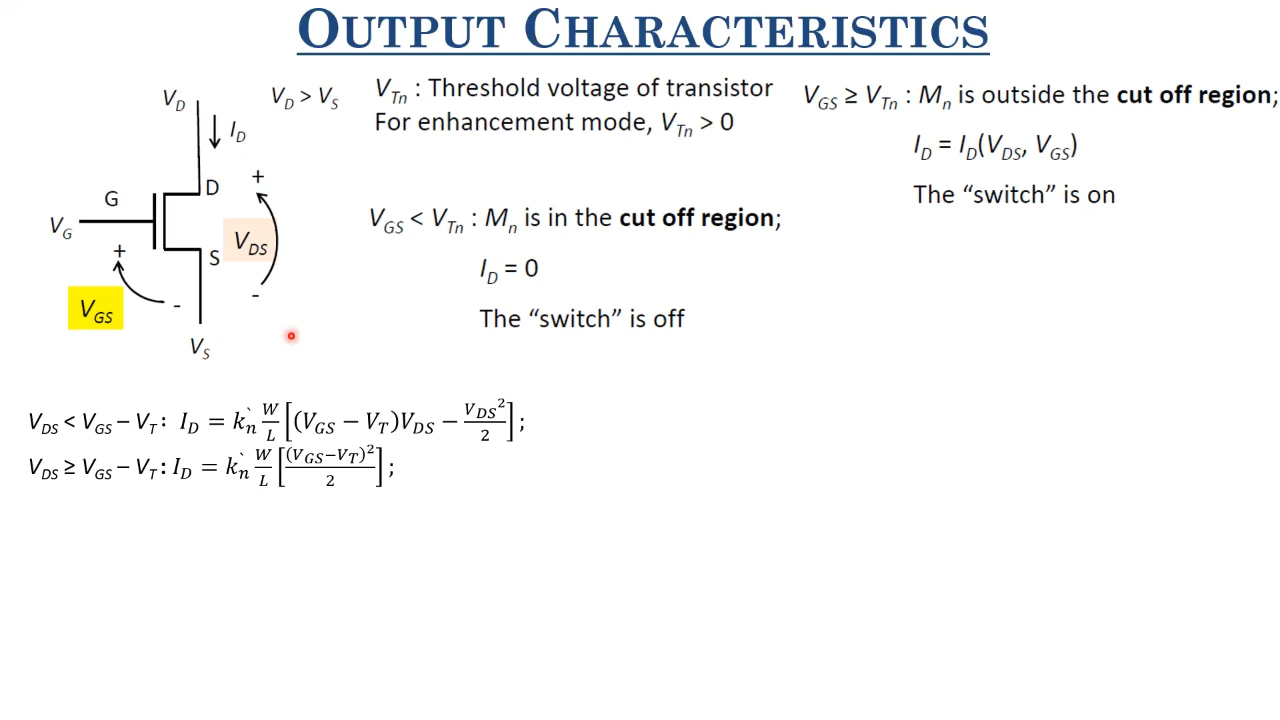 OUTPUT CHARACTERISTICS
V_D
V_D > V_S
I_D
G
D
S
V_G
+
-
V_GS
+
V_DS
-
V_S
V_Tn : Threshold voltage of transistor
For enhancement mode, V_Tn > 0
V_GS < V_Tn : M_n is in the cut off region;
I_D = 0
The “switch” is off
V_GS ≥ V_Tn : M_n is outside the cut off region;
I_D = I_D(V_DS, V_GS)
The “switch” is on
V_DS < V_GS – V_T : I_D = k_n` W/L [(V_GS − V_T)V_DS − V_DS²/2] ;
V_DS ≥ V_GS – V_T : I_D = k_n` W/L [(V_GS−V_T)²/2] ;